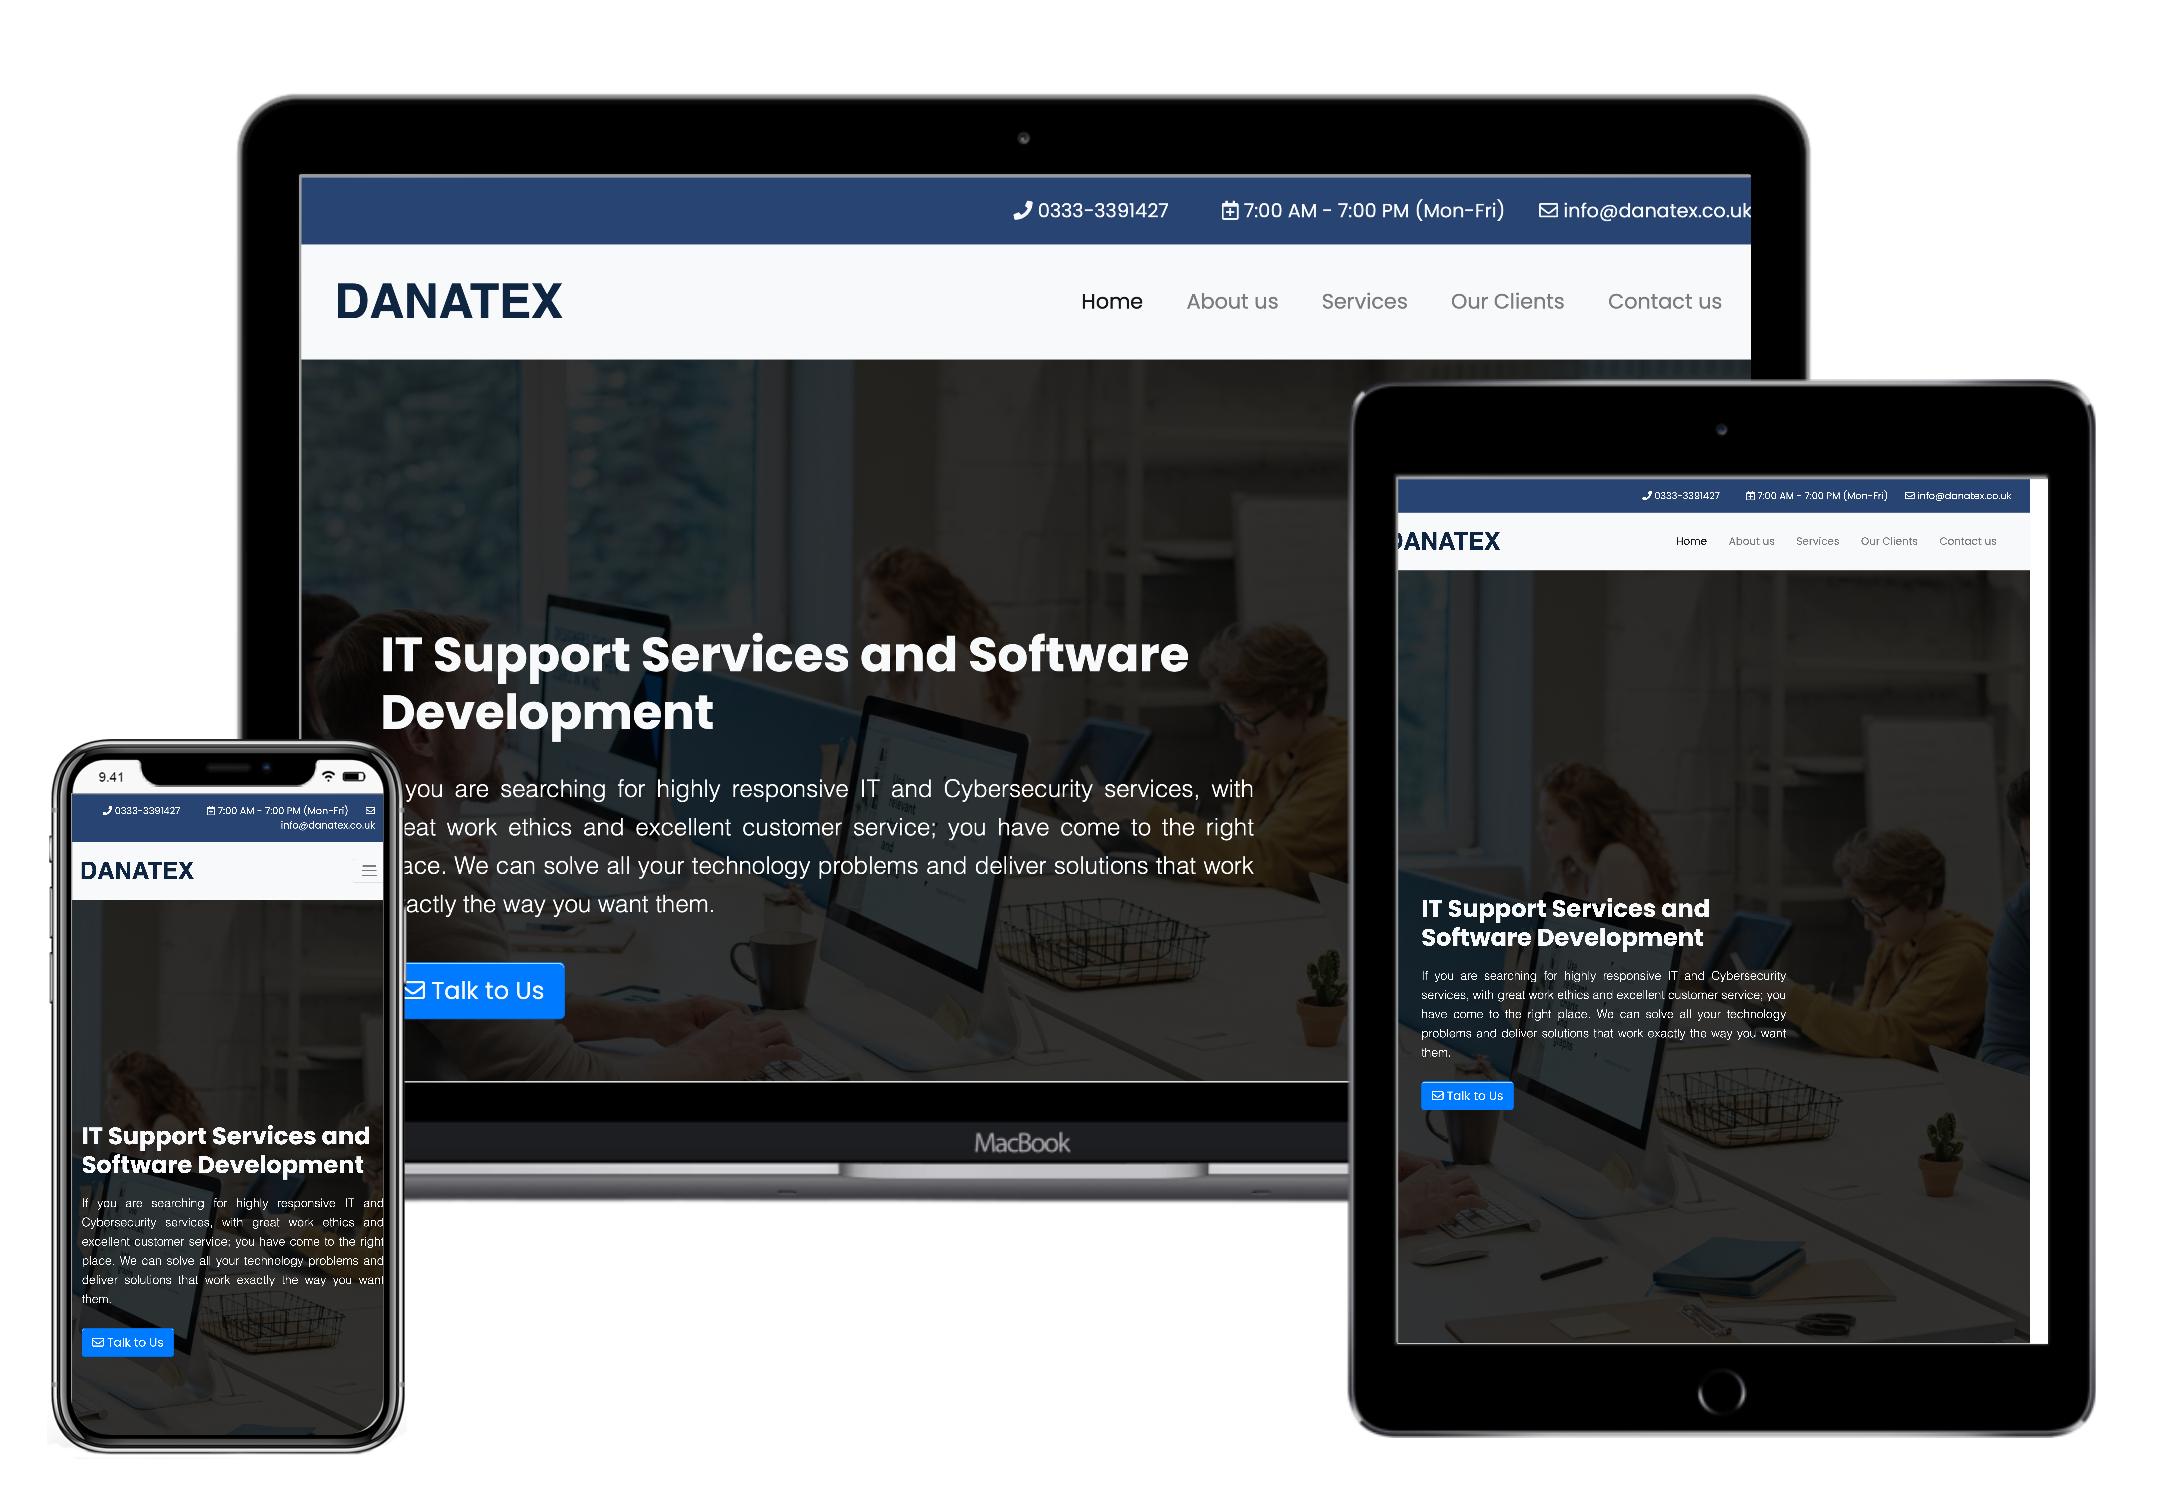 0333-3391427 7:00 AM - 7:00 PM (Mon-Fri) info@danatex.co.uk
DANATEX Home About us Services Our Clients Contact us
IT Support Services and Software
Development
you are searching for highly responsive IT and Cybersecurity services, with
eat work ethics and excellent customer service; you have come to the right
ace. We can solve all your technology problems and deliver solutions that work
actly the way you want them.
Talk to Us
MacBook
9.41
0333-3391427 7:00 AM - 7:00 PM (Mon-Fri)
info@danatex.co.uk
DANATEX
IT Support Services and
Software Development
If you are searching for highly responsive IT and
Cybersecurity services, with great work ethics and
excellent customer service; you have come to the right
place. We can solve all your technology problems and
deliver solutions that work exactly the way you want
them.
Talk to Us
0333-3391427 7:00 AM - 7:00 PM (Mon-Fri) info@danatex.co.uk
DANATEX Home About us Services Our Clients Contact us
IT Support Services and
Software Development
If you are searching for highly responsive IT and Cybersecurity
services, with great work ethics and excellent customer service; you
have come to the right place. We can solve all your technology
problems and deliver solutions that work exactly the way you want
them.
Talk to Us